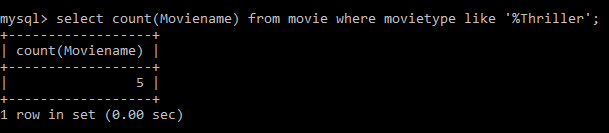 mysql> select count(Moviename) from movie where movietype like '%Thriller';
+------------------+
| count(Moviename) |
+------------------+
|                5 |
+------------------+
1 row in set (0.00 sec)